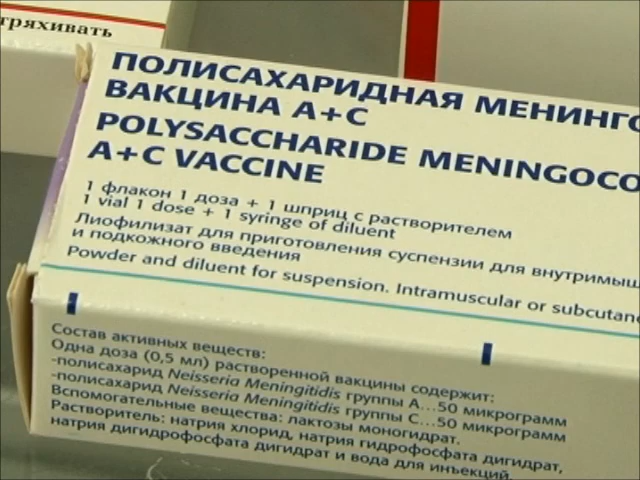 тряхивать
ПОЛИСАХАРИДНАЯ МЕНИНГО
ВАКЦИНА А+С
POLYSACCHARIDE MENINGOCO
A+C VACCINE
1 флакон 1 доза + 1 шприц с растворителем
1 vial 1 dose + 1 syringe of diluent
Лиофилизат для приготовления суспензии для внутримыш
и подкожного введения
Powder and diluent for suspension. Intramuscular or subcutane
Состав активных веществ:
Одна доза (0,5 мл) растворенной вакцины содержит:
-полисахарид Neisseria Meningitidis группы А...50 микрограмм
-полисахарид Neisseria Meningitidis группы С...50 микрограмм
Вспомогательные вещества: лактозы моногидрат.
Растворитель: натрия хлорид, натрия гидрофосфата дигидрат,
натрия дигидрофосфата дигидрат и вода для инъекций.